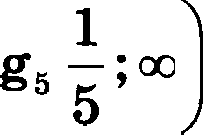 g₅ 1/5 ; ∞)